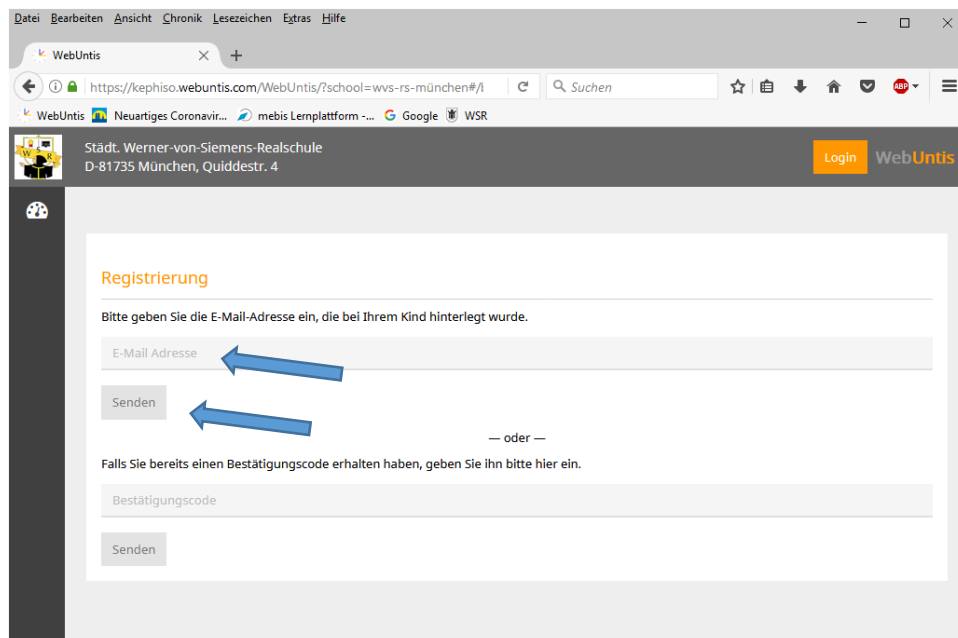 Datei Bearbeiten Ansicht Chronik Lesezeichen Extras Hilfe
WebUntis
https://kephiso.webuntis.com/WebUntis/?school=wvs-rs-münchen#/
Suchen
ABP
WebUntis Neuartiges Coronavir... mebis Lernplattform -... G Google WSR
W S R
Städt. Werner-von-Siemens-Realschule
D-81735 München, Quiddestr. 4
Login WebUntis
Registrierung
Bitte geben Sie die E-Mail-Adresse ein, die bei Ihrem Kind hinterlegt wurde.
E-Mail Adresse
Senden
— oder —
Falls Sie bereits einen Bestätigungscode erhalten haben, geben Sie ihn bitte hier ein.
Bestätigungscode
Senden